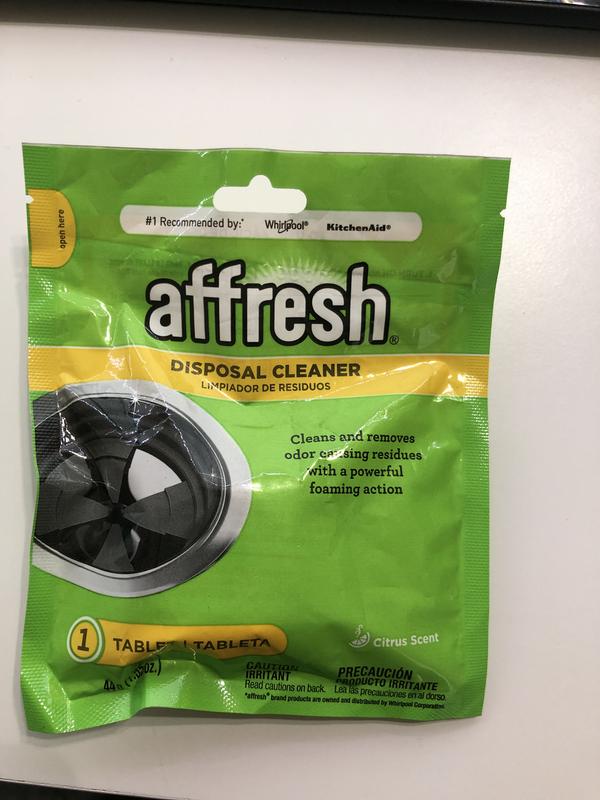 open here
#1 Recommended by:* Whirlpool® KitchenAid®
affresh®
DISPOSAL CLEANER
LIMPIADOR DE RESIDUOS
Cleans and removes
odor causing residues
with a powerful
foaming action
1 TABLET | TABLETA
Citrus Scent
CAUTION
IRRITANT
Read cautions on back.
PRECAUCIÓN
PRODUCTO IRRITANTE
Lea las precauciones en al dorso.
*affresh® brand products are owned and distributed by Whirlpool Corporation.